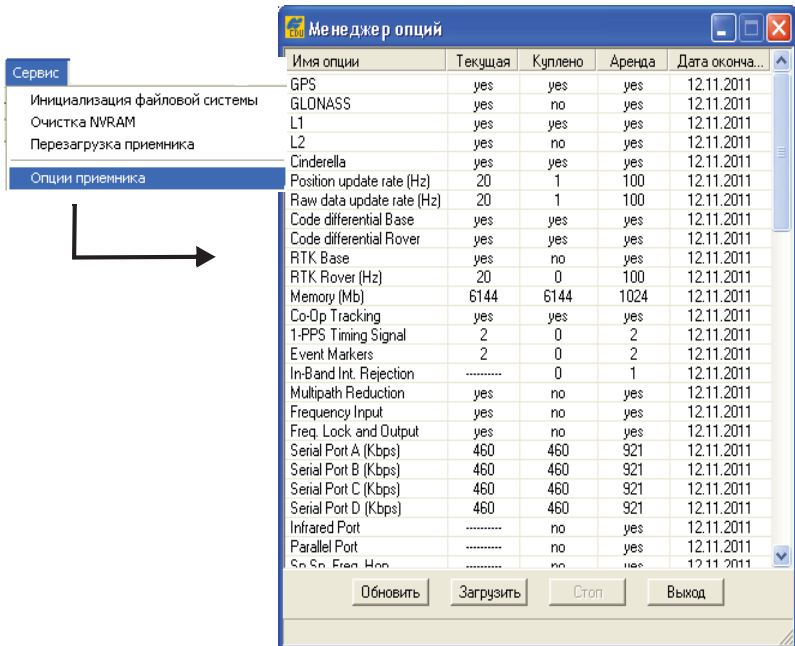 Сервис
Инициализация файловой системы
Очистка NVRAM
Перезагрузка приемника
Опции приемника
Менеджер опций
Имя опции Текущая Куплено Аренда Дата оконча...
GPS yes yes yes 12.11.2011
GLONASS yes no yes 12.11.2011
L1 yes yes yes 12.11.2011
L2 yes no yes 12.11.2011
Cinderella yes yes yes 12.11.2011
Position update rate (Hz) 20 1 100 12.11.2011
Raw data update rate (Hz) 20 1 100 12.11.2011
Code differential Base yes yes yes 12.11.2011
Code differential Rover yes yes yes 12.11.2011
RTK Base yes no yes 12.11.2011
RTK Rover (Hz) 20 0 100 12.11.2011
Memory (Mb) 6144 6144 1024 12.11.2011
Co-Op Tracking yes yes yes 12.11.2011
1-PPS Timing Signal 2 0 2 12.11.2011
Event Markers 2 0 2 12.11.2011
In-Band Int. Rejection ---------- 0 1 12.11.2011
Multipath Reduction yes no yes 12.11.2011
Frequency Input yes no yes 12.11.2011
Freq. Lock and Output yes no yes 12.11.2011
Serial Port A (Kbps) 460 460 921 12.11.2011
Serial Port B (Kbps) 460 460 921 12.11.2011
Serial Port C (Kbps) 460 460 921 12.11.2011
Serial Port D (Kbps) 460 460 921 12.11.2011
Infrared Port ---------- no yes 12.11.2011
Parallel Port ---------- no yes 12.11.2011
Sp.Sp. Freq. Hop ---------- no yes 12.11.2011
Обновить Загрузить Стоп Выход